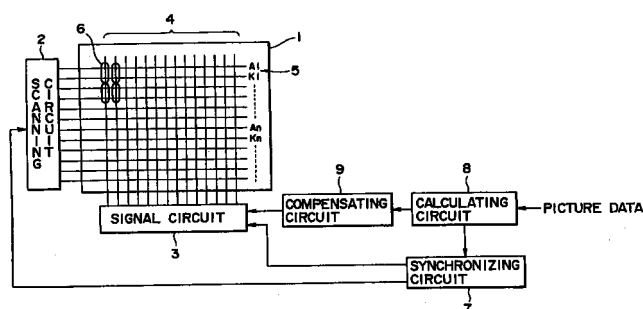 4
6
1
2
SCANNING
CIRCUIT
A1
K1
5
An
Kn
9
8
COMPENSATING
CIRCUIT
CALCULATING
CIRCUIT
PICTURE DATA
SIGNAL CIRCUIT
3
SYNCHRONIZING
CIRCUIT
7